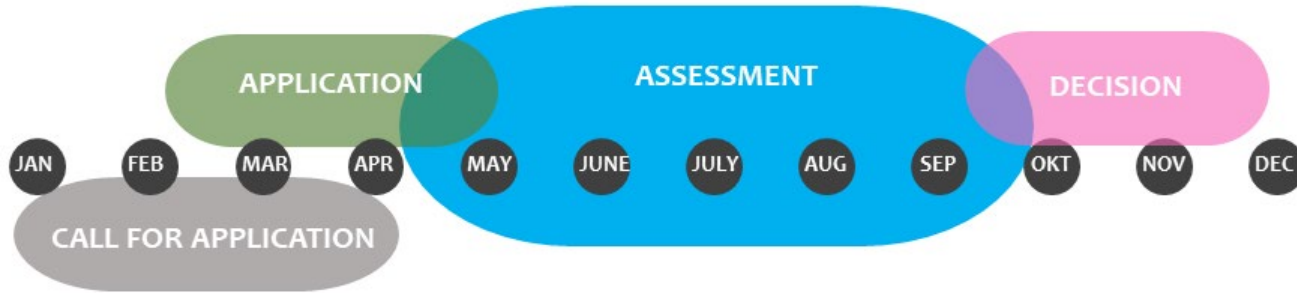 APPLICATION
ASSESSMENT
DECISION
JAN FEB MAR APR MAY JUNE JULY AUG SEP OKT NOV DEC
CALL FOR APPLICATION